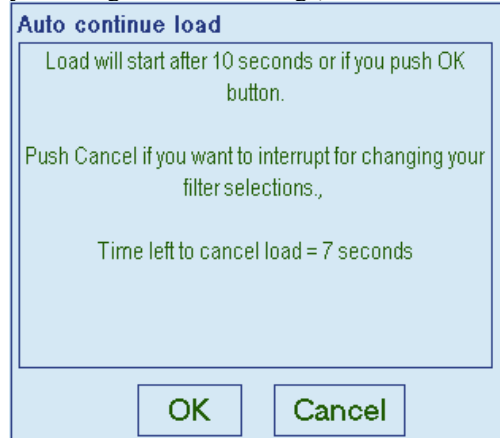 Auto continue load
Load will start after 10 seconds or if you push OK
button.
Push Cancel if you want to interrupt for changing your
filter selections.,
Time left to cancel load = 7 seconds
OK
Cancel